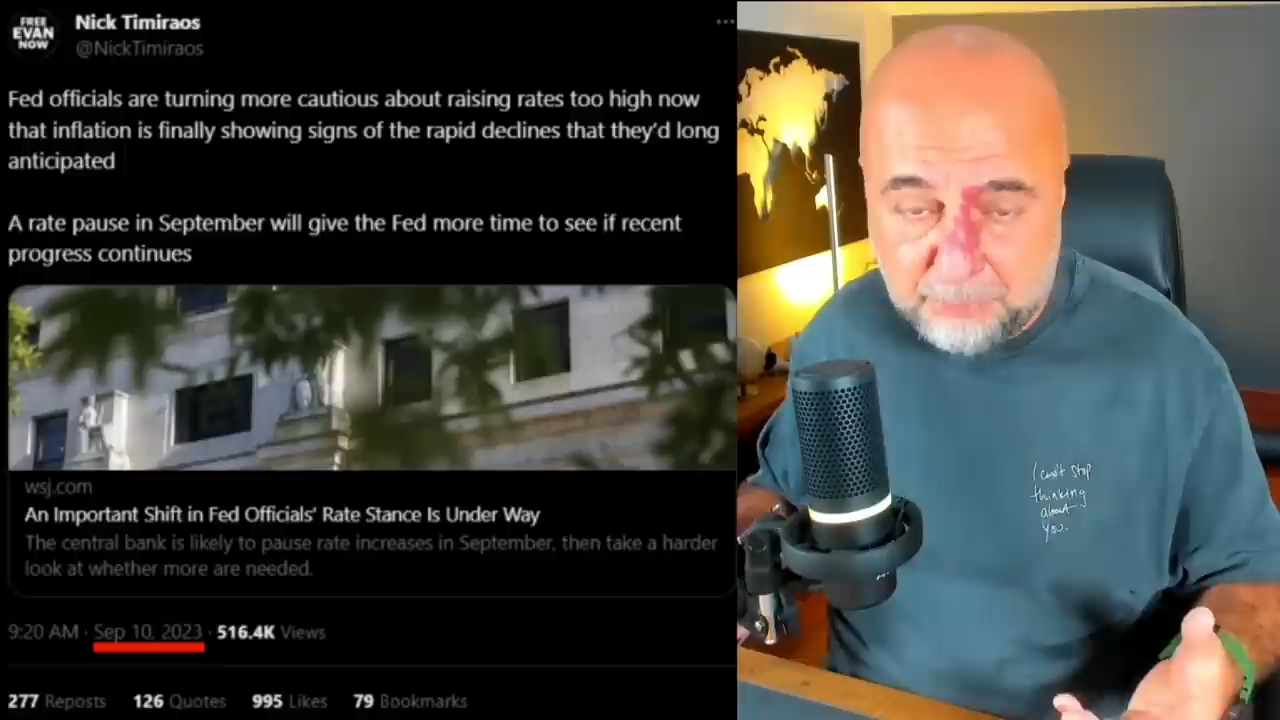 FREE
EVAN
NOW
Nick Timiraos
@NickTimiraos
Fed officials are turning more cautious about raising rates too high now
that inflation is finally showing signs of the rapid declines that they'd long
anticipated
A rate pause in September will give the Fed more time to see if recent
progress continues
wsj.com
An Important Shift in Fed Officials' Rate Stance Is Under Way
The central bank is likely to pause rate increases in September, then take a harder
look at whether more are needed.
9:20 AM · Sep 10, 2023 · 516.4K Views
277 Reposts 126 Quotes 995 Likes 79 Bookmarks
I can't stop
thinking
about
you.